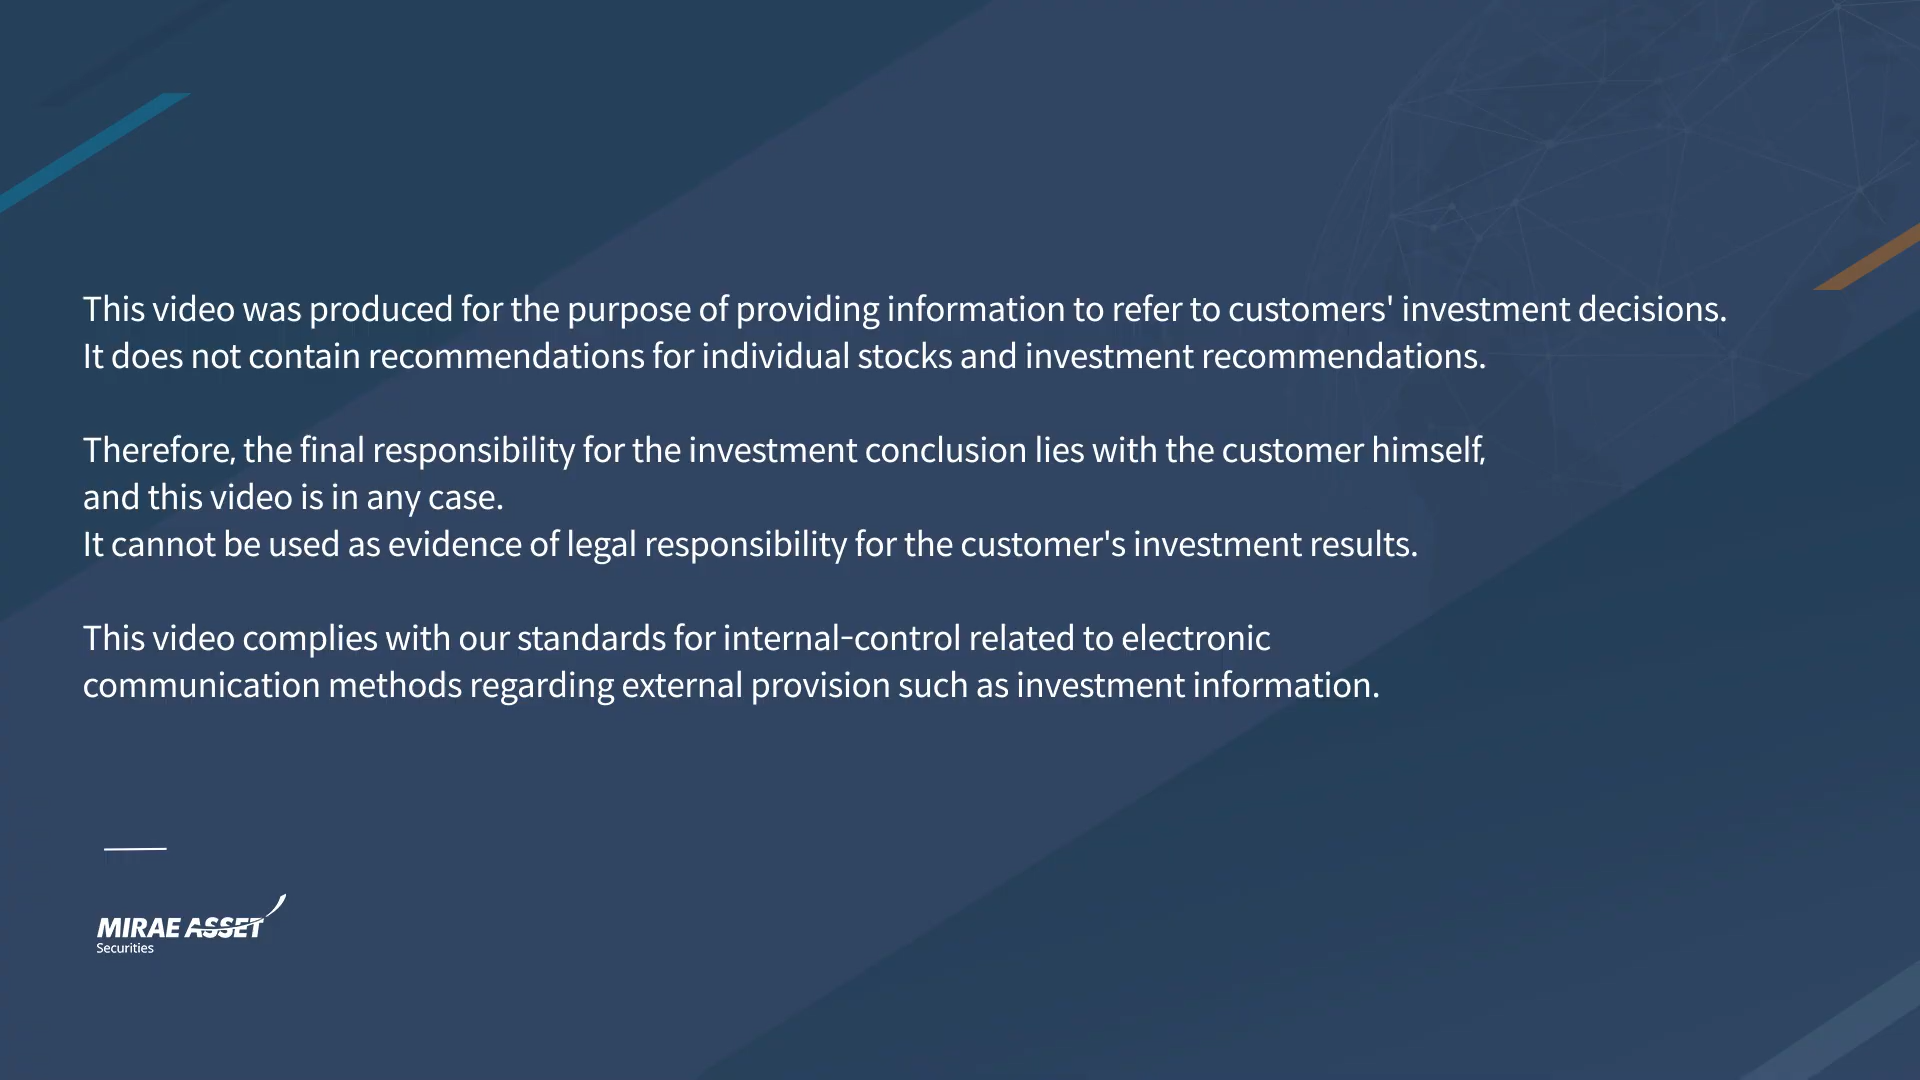 This video was produced for the purpose of providing information to refer to customers' investment decisions.
It does not contain recommendations for individual stocks and investment recommendations.
Therefore, the final responsibility for the investment conclusion lies with the customer himself,
and this video is in any case.
It cannot be used as evidence of legal responsibility for the customer's investment results.
This video complies with our standards for internal-control related to electronic
communication methods regarding external provision such as investment information.
MIRAE ASSET
Securities